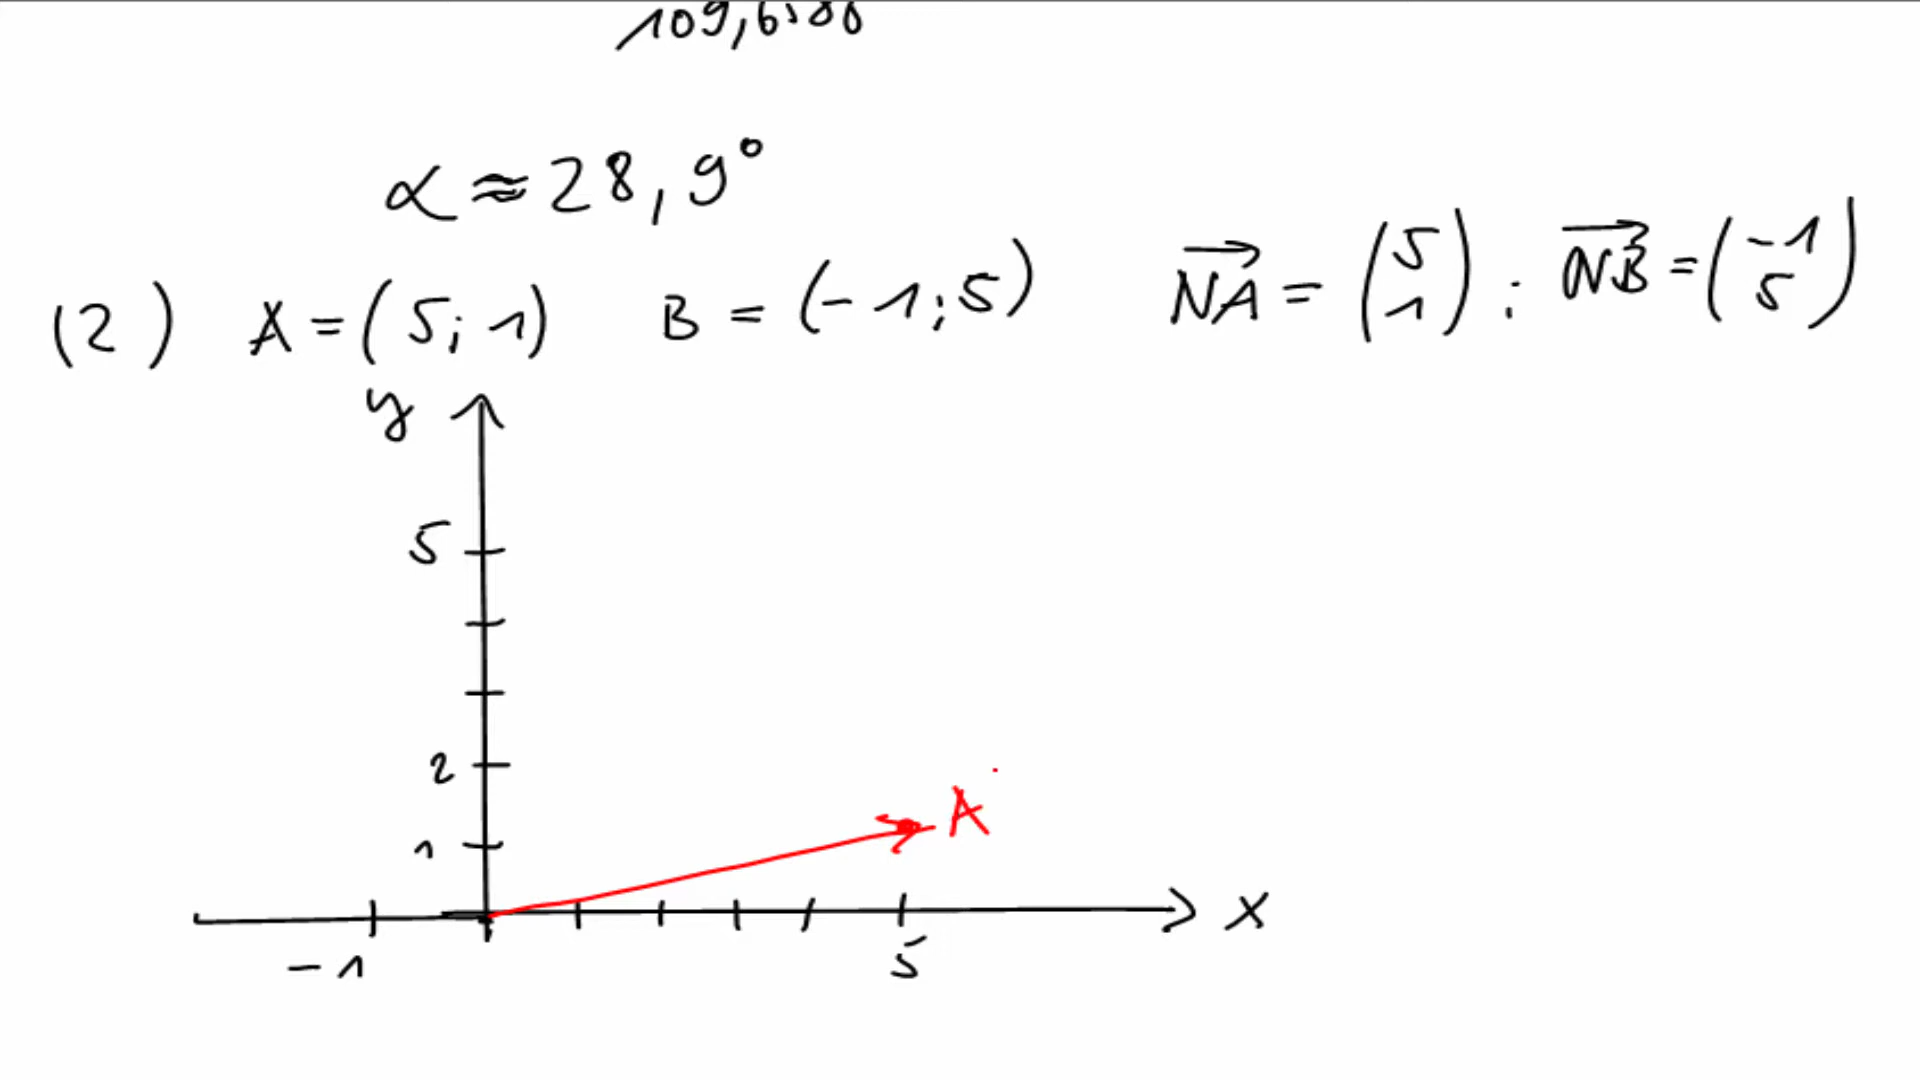 α ≈ 28,9°
(2) A = (5; 1) B = (-1; 5) NA = (5 1) ; NB = (-1 5)
y
5
2
1
A
x
-1 5